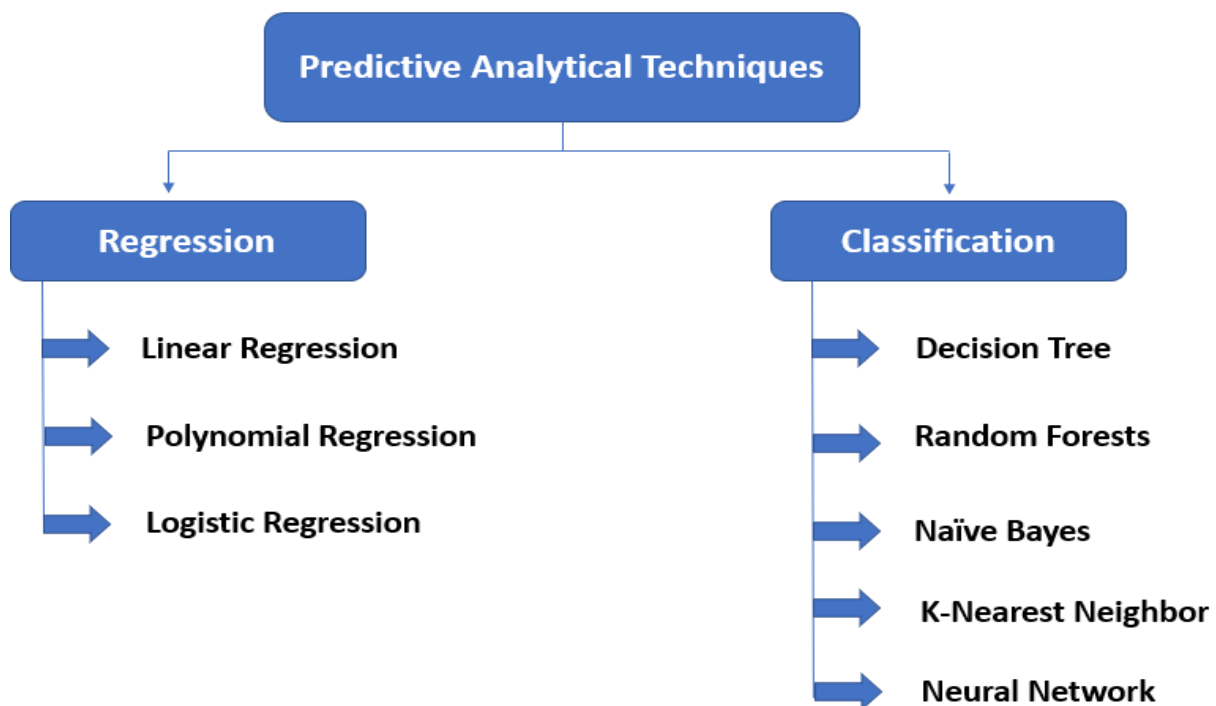 Predictive Analytical Techniques
Regression
Linear Regression
Polynomial Regression
Logistic Regression
Classification
Decision Tree
Random Forests
Naïve Bayes
K-Nearest Neighbor
Neural Network